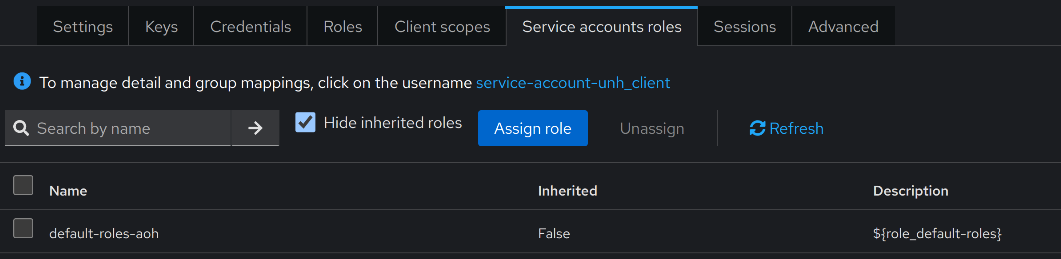 Settings Keys Credentials Roles Client scopes Service accounts roles Sessions Advanced
To manage detail and group mappings, click on the username service-account-unh_client
Search by name Hide inherited roles Assign role Unassign Refresh
Name Inherited Description
default-roles-aoh False ${role_default-roles}